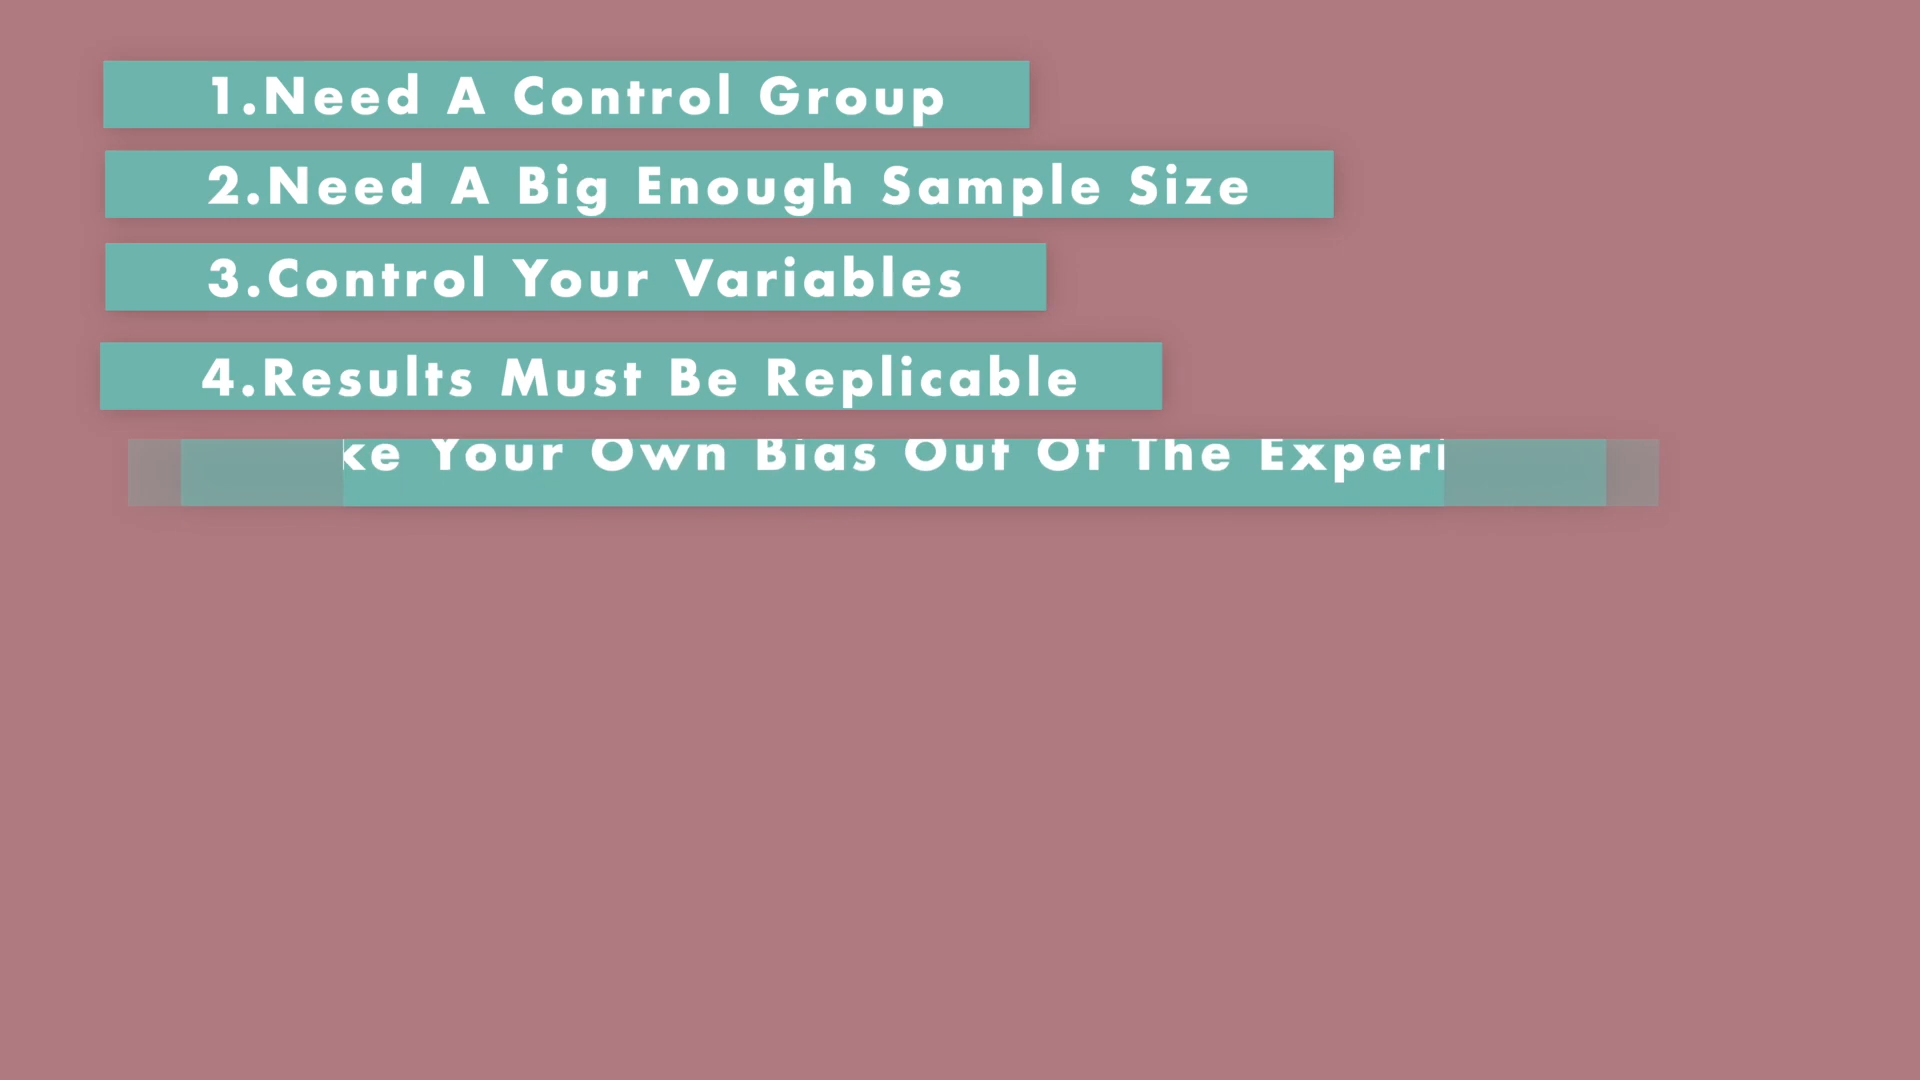 1.Need A Control Group
2.Need A Big Enough Sample Size
3.Control Your Variables
4.Results Must Be Replicable
Your Own Bias Out Of The